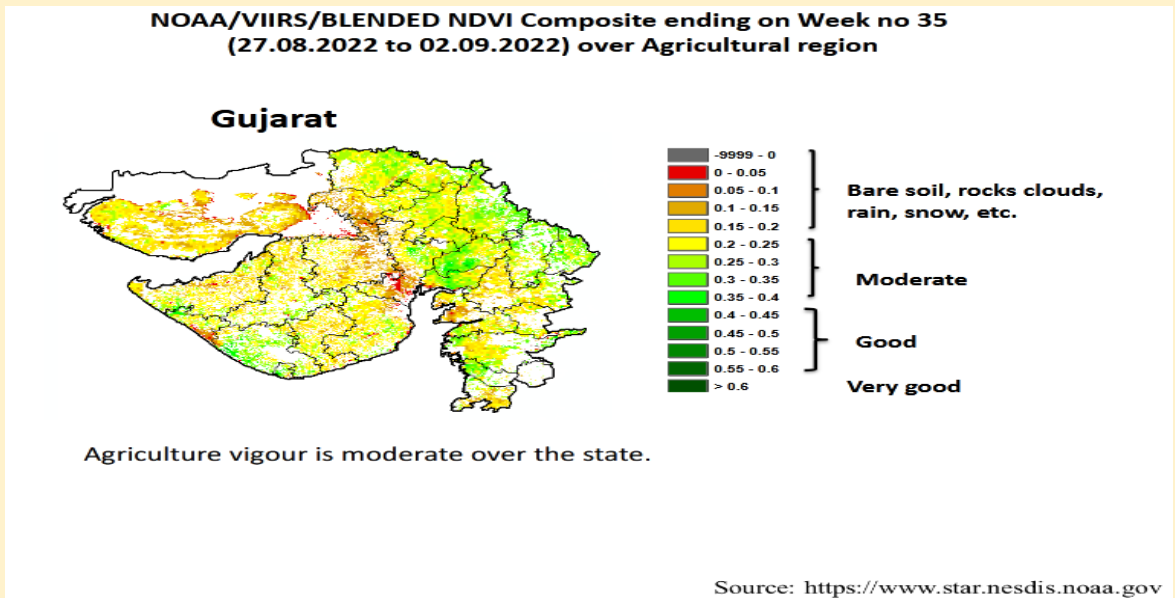 NOAA/VIIRS/BLENDED NDVI Composite ending on Week no 35
(27.08.2022 to 02.09.2022) over Agricultural region
Gujarat
-9999 - 0
0 - 0.05
0.05 - 0.1
0.1 - 0.15
0.15 - 0.2
0.2 - 0.25
0.25 - 0.3
0.3 - 0.35
0.35 - 0.4
0.4 - 0.45
0.45 - 0.5
0.5 - 0.55
0.55 - 0.6
> 0.6
Bare soil, rocks clouds,
rain, snow, etc.
Moderate
Good
Very good
Agriculture vigour is moderate over the state.
Source: https://www.star.nesdis.noaa.gov